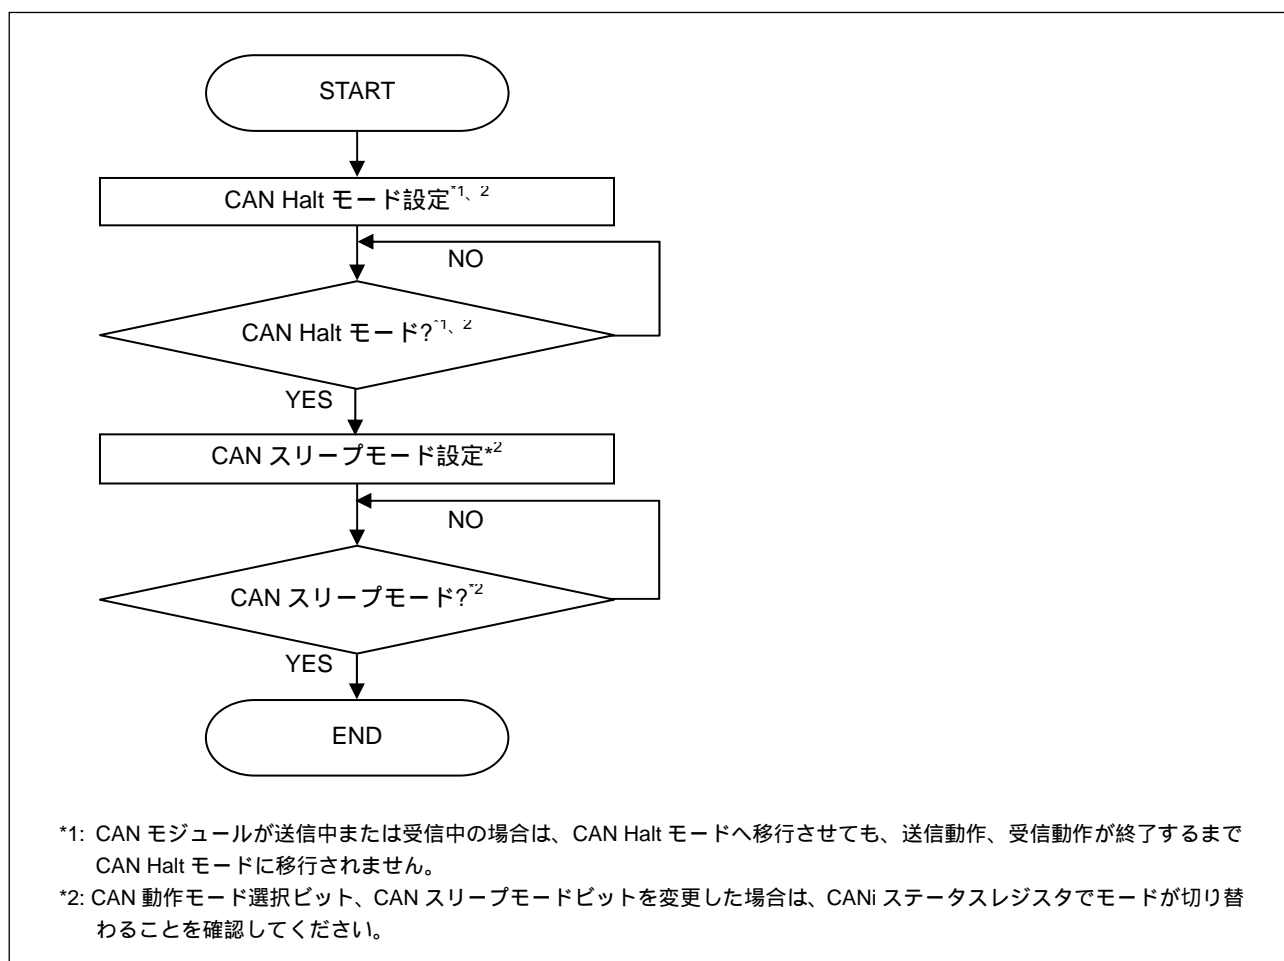 START
CAN Halt モード設定*1、2
NO
CAN Halt モード?*1、2
YES
CAN スリープモード設定*2
NO
CAN スリープモード?*2
YES
END
*1: CAN モジュールが送信中または受信中の場合は、CAN Halt モードへ移行させても、送信動作、受信動作が終了するまで
CAN Halt モードに移行されません。
*2: CAN 動作モード選択ビット、CAN スリープモードビットを変更した場合は、CANi ステータスレジスタでモードが切り替
わることを確認してください。